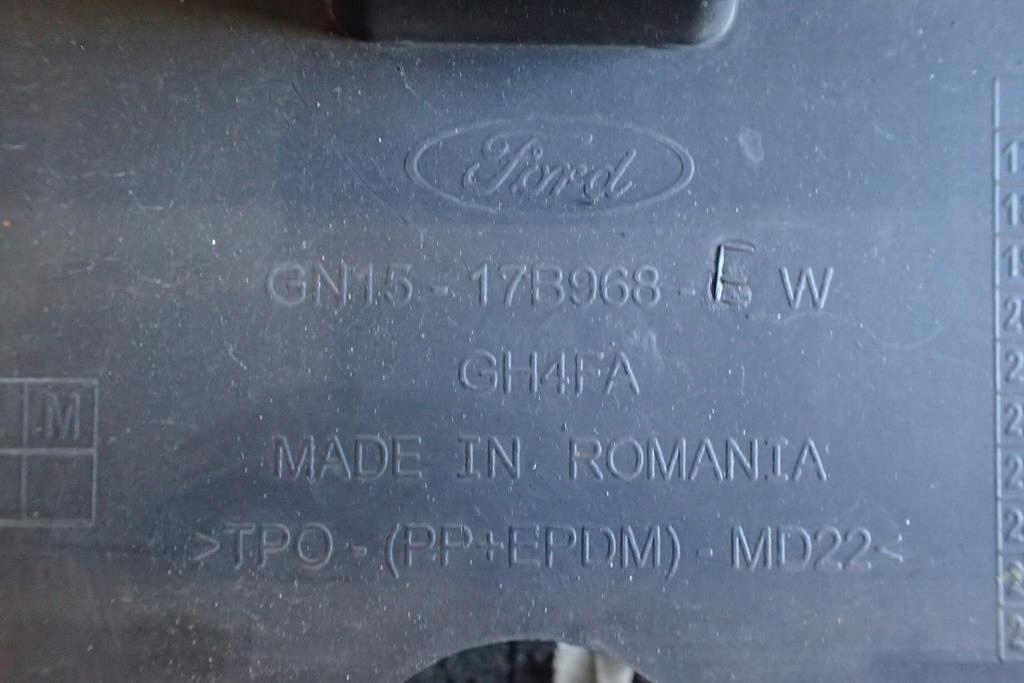 Ford
GN15 - 17B968 - E W
GH4FA
MADE IN ROMANIA
>TPO - (PP+EPDM) - MD22<
M